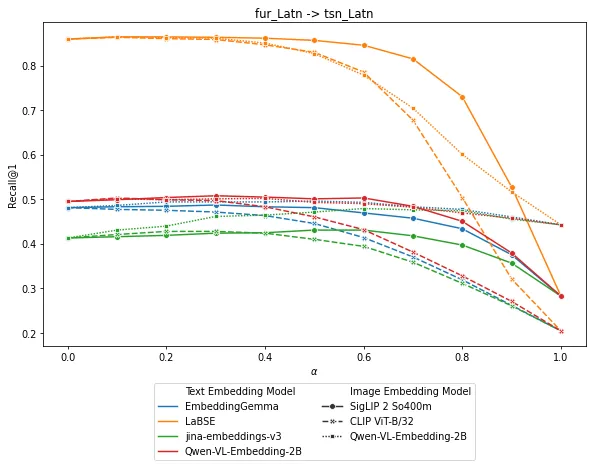 fur_Latn -> tsn_Latn
Recall@1
0.8
0.7
0.6
0.5
0.4
0.3
0.2
0.0 0.2 0.4 0.6 0.8 1.0
α
Text Embedding Model Image Embedding Model
EmbeddingGemma SigLIP 2 So400m
LaBSE CLIP ViT-B/32
jina-embeddings-v3 Qwen-VL-Embedding-2B
Qwen-VL-Embedding-2B